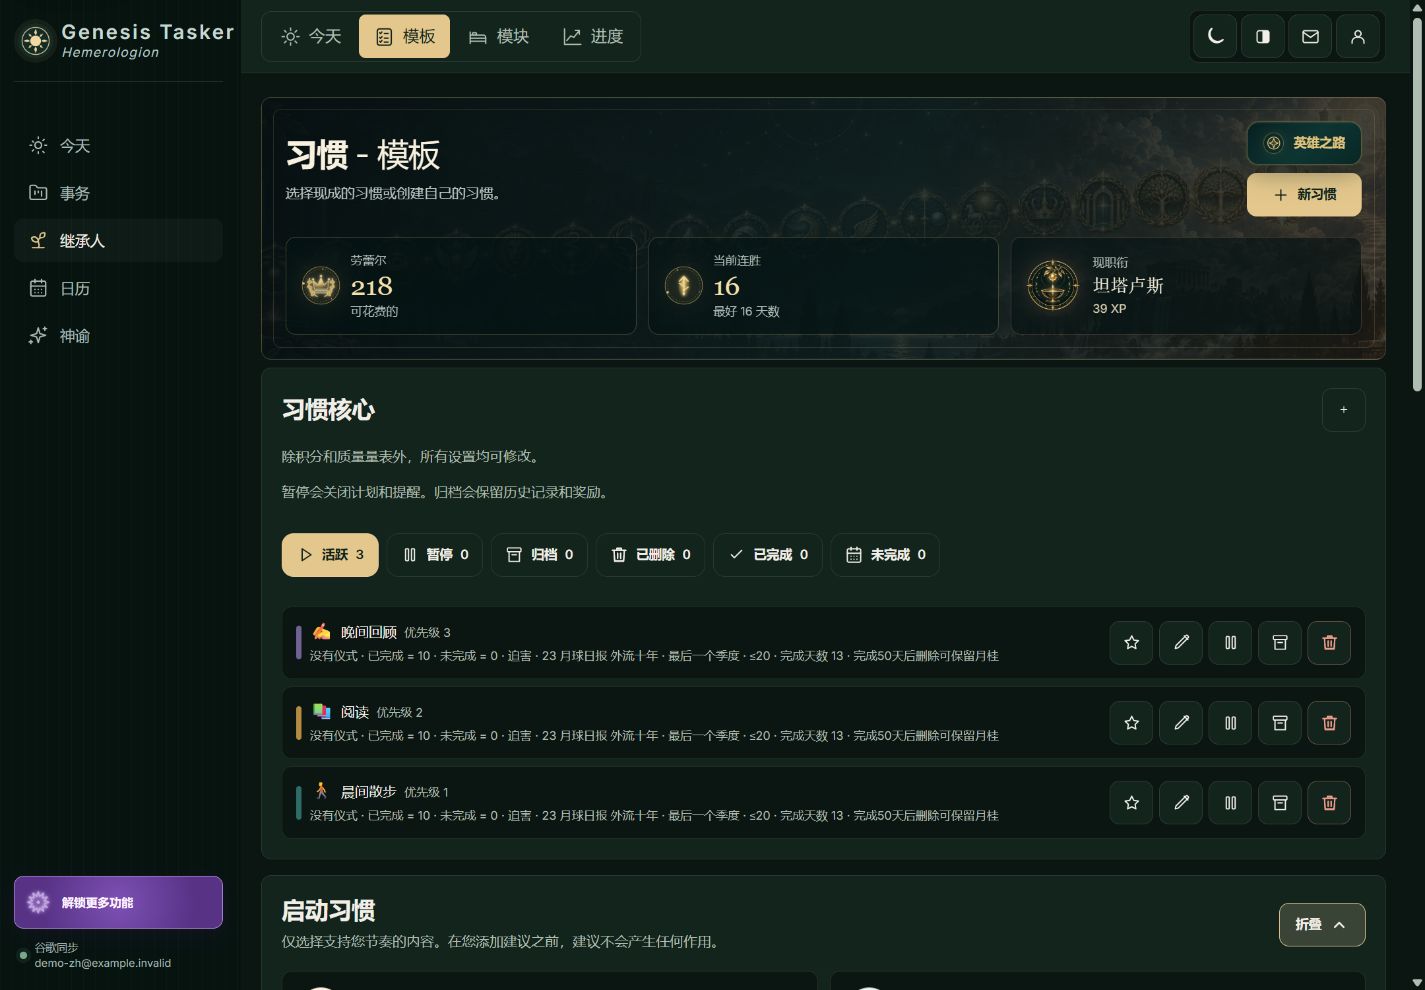 Genesis Tasker
Hemerologion
今天
事务
继承人
日历
神谕
解锁更多功能
谷歌同步
demo-zh@example.invalid
今天 模板 模块 进度
习惯 - 模板
选择现成的习惯或创建自己的习惯。
英雄之路
新习惯
劳蕾尔
218
可花费的
当前连胜
16
最好 16 天数
现职衔
坦塔卢斯
39 XP
习惯核心
+
除积分和质量量表外，所有设置均可修改。
暂停会关闭计划和提醒。归档会保留历史记录和奖励。
活跃 3 暂停 0 归档 0 已删除 0 已完成 0 未完成 0
晚间回顾 优先级 3
没有仪式 · 已完成 = 10 · 未完成 = 0 · 迫害 · 23 月球日报 外流十年 · 最后一个季度 · ≤20 · 完成天数 13 · 完成50天后删除可保留月桂
阅读 优先级 2
没有仪式 · 已完成 = 10 · 未完成 = 0 · 迫害 · 23 月球日报 外流十年 · 最后一个季度 · ≤20 · 完成天数 13 · 完成50天后删除可保留月桂
晨间散步 优先级 1
没有仪式 · 已完成 = 10 · 未完成 = 0 · 迫害 · 23 月球日报 外流十年 · 最后一个季度 · ≤20 · 完成天数 13 · 完成50天后删除可保留月桂
启动习惯
仅选择支持您节奏的内容。在您添加建议之前，建议不会产生任何作用。
折叠